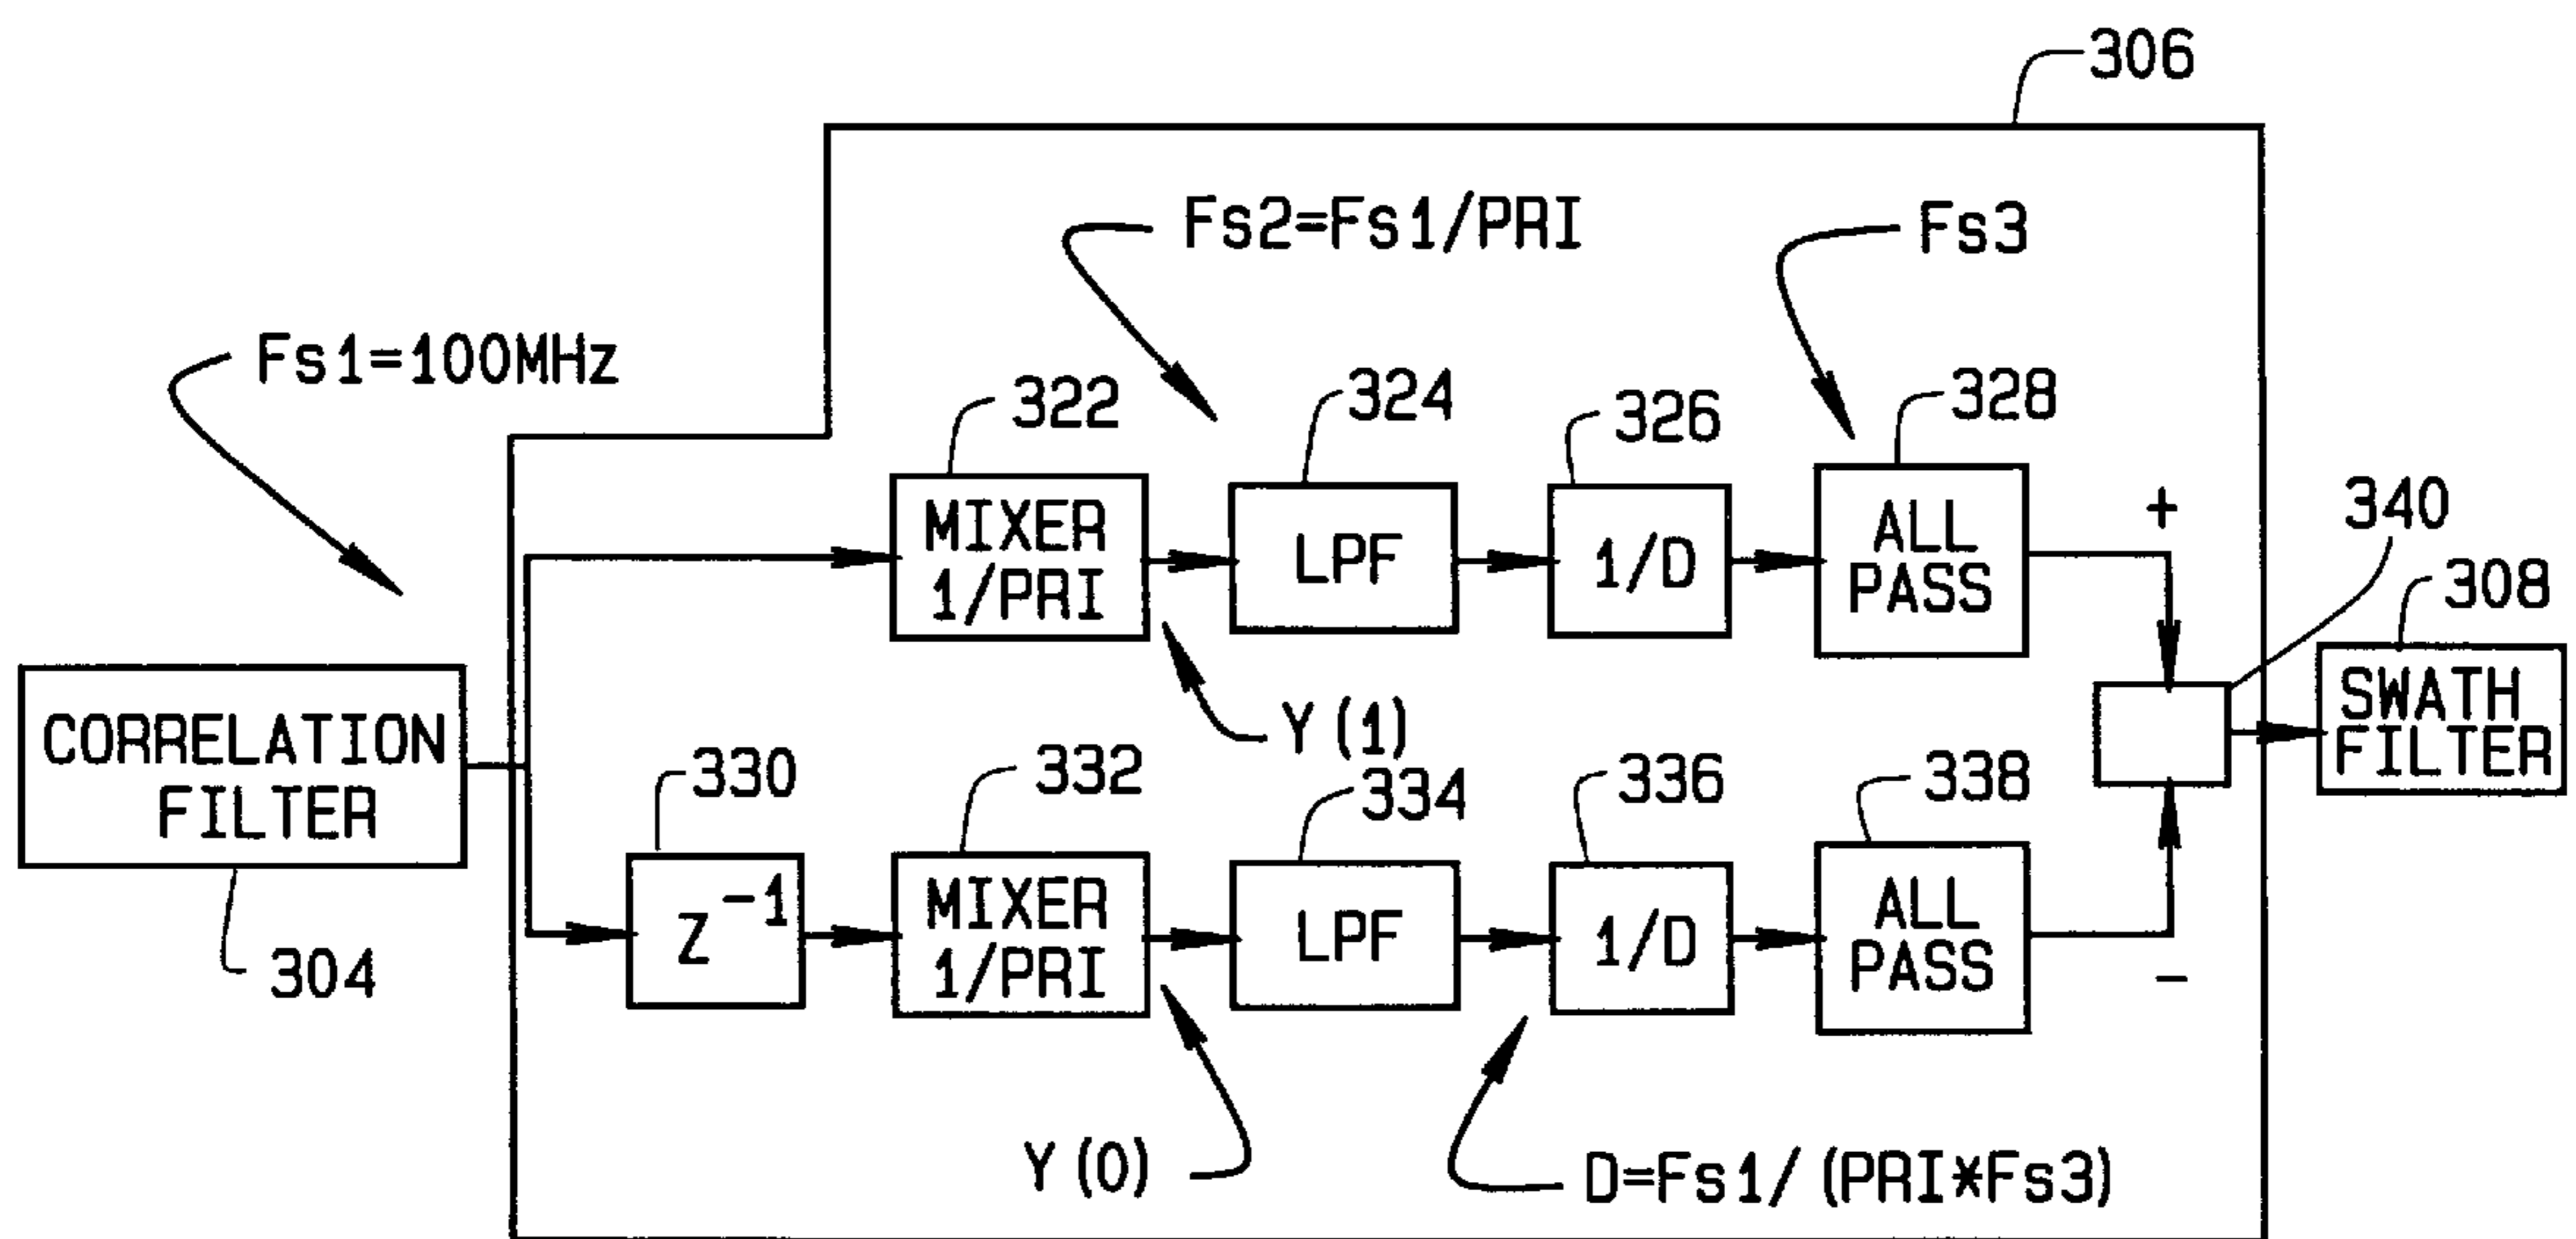 306
Fs2=Fs1/PRI
Fs3
Fs1=100MHz
322
324
326
328
340
MIXER
1/PRI
LPF
1/D
ALL
PASS
+
308
SWATH
FILTER
CORRELATION
FILTER
304
Y(1)
330
332
334
336
338
Z-1
MIXER
1/PRI
LPF
1/D
ALL
PASS
-
Y(0)
D=Fs1/(PRI*Fs3)